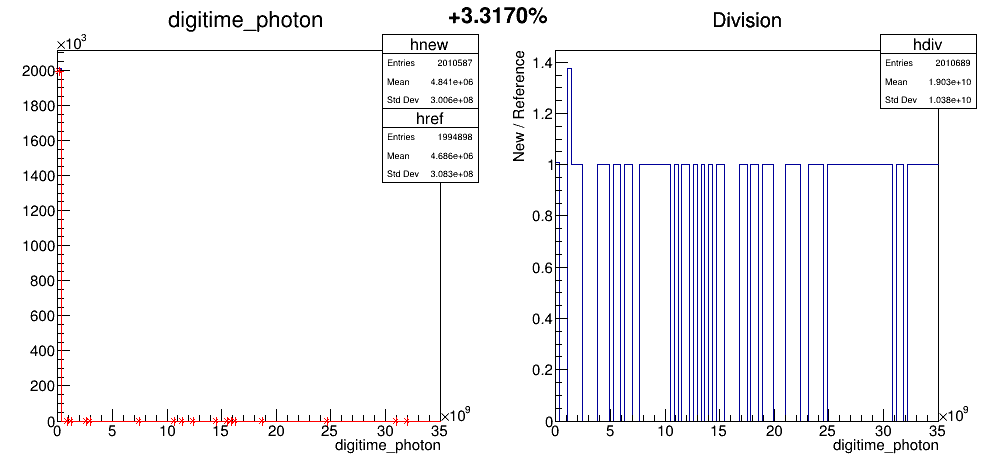 digitime_photon
+3.3170%
Division
×10³
hnew
Entries 2010587
Mean 4.841e+06
Std Dev 3.006e+08
href
Entries 1994898
Mean 4.686e+06
Std Dev 3.083e+08
2000
1800
1600
1400
1200
1000
800
600
400
200
0
0 5 10 15 20 25 30 35
×10⁹
digitime_photon
hdiv
Entries 2010689
Mean 1.903e+10
Std Dev 1.038e+10
New / Reference
1.4
1.2
1
0.8
0.6
0.4
0.2
0
0 5 10 15 20 25 30 35
×10⁹
digitime_photon